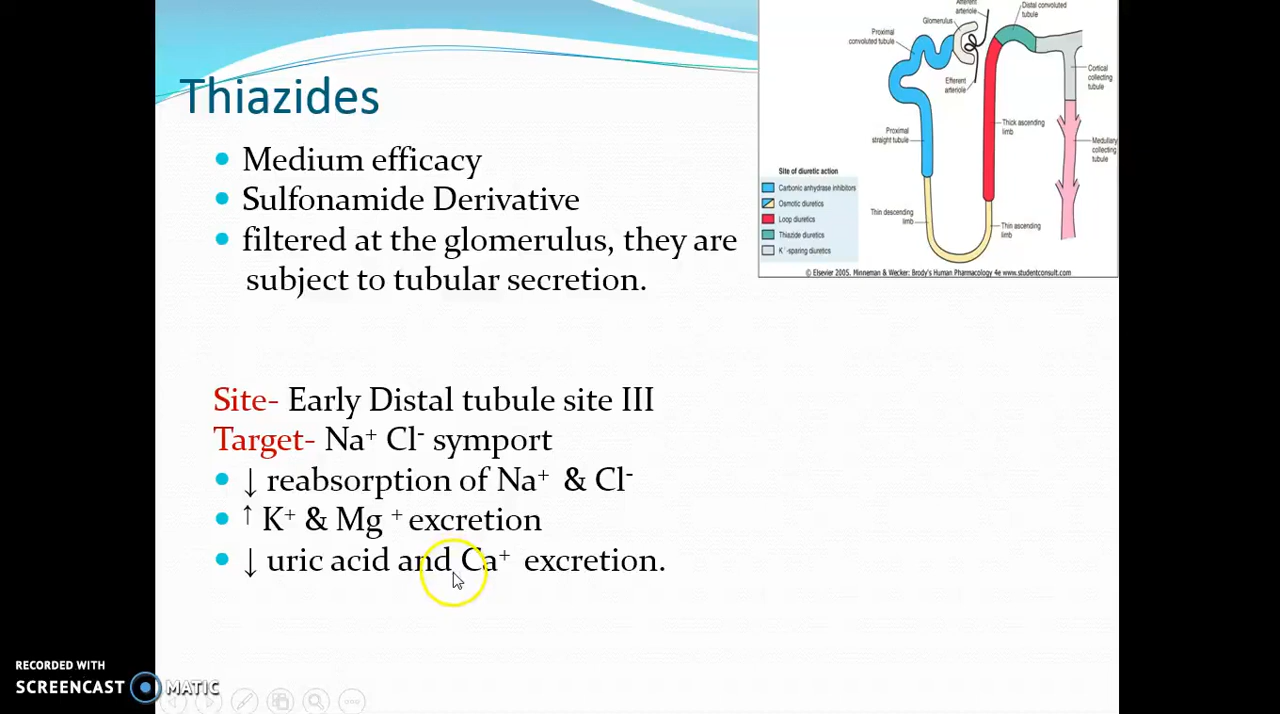 Thiazides
• Medium efficacy
• Sulfonamide Derivative
• filtered at the glomerulus, they are
subject to tubular secretion.
Site- Early Distal tubule site III
Target- Na⁺ Cl⁻ symport
• ↓ reabsorption of Na⁺ & Cl⁻
• ↑ K⁺ & Mg ⁺ excretion
• ↓ uric acid and Ca⁺ excretion.
Afferent
arteriole
Distal convoluted
tubule
Glomerulus
Proximal
convoluted tubule
Efferent
arteriole
Cortical
collecting
tubule
Thick ascending
limb
Proximal
straight tubule
Medullary
collecting
tubule
Site of diuretic action
Carbonic anhydrase inhibitors
Osmotic diuretics
Loop diuretics
Thiazide diuretics
K⁺-sparing diuretics
Thin descending
limb
Thin ascending
limb
© Elsevier 2005. Minneman & Wecker: Brody's Human Pharmacology 4e www.studentconsult.com
RECORDED WITH
SCREENCAST MATIC